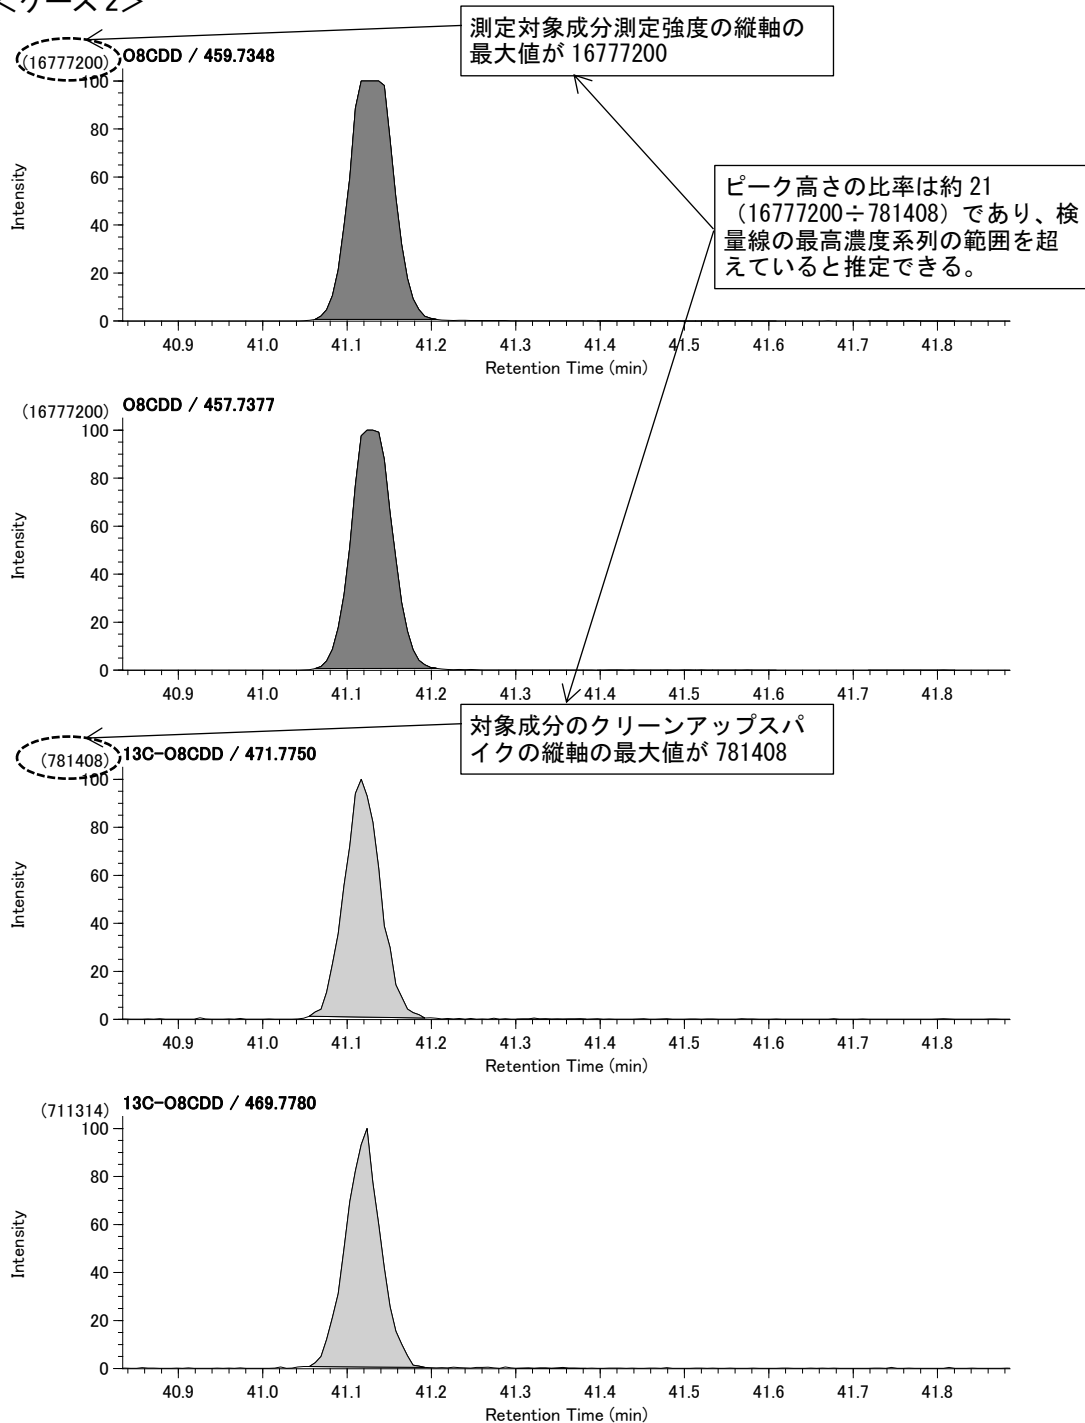 ＜ケース2＞
測定対象成分測定強度の縦軸の
最大値が 16777200
(16777200)
O8CDD / 459.7348
100
80
60
40
20
0
Intensity
40.9 41.0 41.1 41.2 41.3 41.4 41.5 41.6 41.7 41.8
Retention Time (min)
ピーク高さの比率は約 21
（16777200÷781408）であり、検
量線の最高濃度系列の範囲を超
えていると推定できる。
(16777200)
O8CDD / 457.7377
100
80
60
40
20
0
Intensity
40.9 41.0 41.1 41.2 41.3 41.4 41.5 41.6 41.7 41.8
対象成分のクリーンアップスパ
イクの縦軸の最大値が 781408
(781408)
13C-O8CDD / 471.7750
100
80
60
40
20
0
Intensity
40.9 41.0 41.1 41.2 41.3 41.4 41.5 41.6 41.7 41.8
Retention Time (min)
(711314)
13C-O8CDD / 469.7780
100
80
60
40
20
0
Intensity
40.9 41.0 41.1 41.2 41.3 41.4 41.5 41.6 41.7 41.8
Retention Time (min)